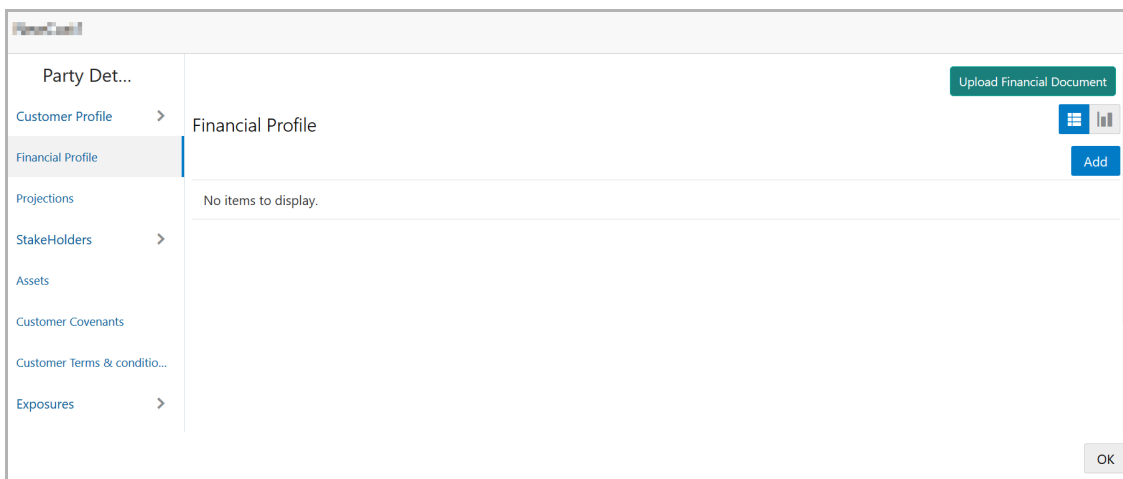 Party Det...
Upload Financial Document
Customer Profile
Financial Profile
Add
Financial Profile
Projections
No items to display.
StakeHolders
Assets
Customer Covenants
Customer Terms & conditio...
Exposures
OK